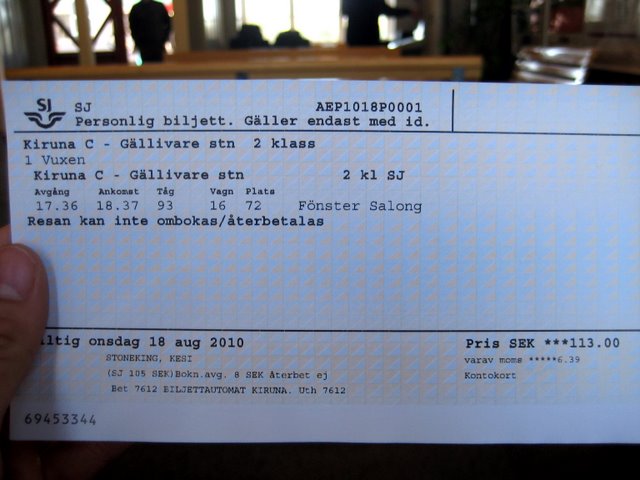 SJ SJ AEP1018P0001
Personlig biljett. Gäller endast med id.
Kiruna C - Gällivare stn 2 klass
1 Vuxen
Kiruna C - Gällivare stn 2 kl SJ
Avgång Ankomst Tåg Vagn Plats
17.36 18.37 93 16 72 Fönster Salong
Resan kan inte ombokas/återbetalas
onsdag 18 aug 2010 Pris SEK ***113.00
STONEKING, KESI varav moms *****6.39
(SJ 105 SEK)Bokn.avg. 8 SEK återbet ej Kontokort
Bet 7612 BILJETTAUTOMAT KIRUNA. Uth 7612
69453344